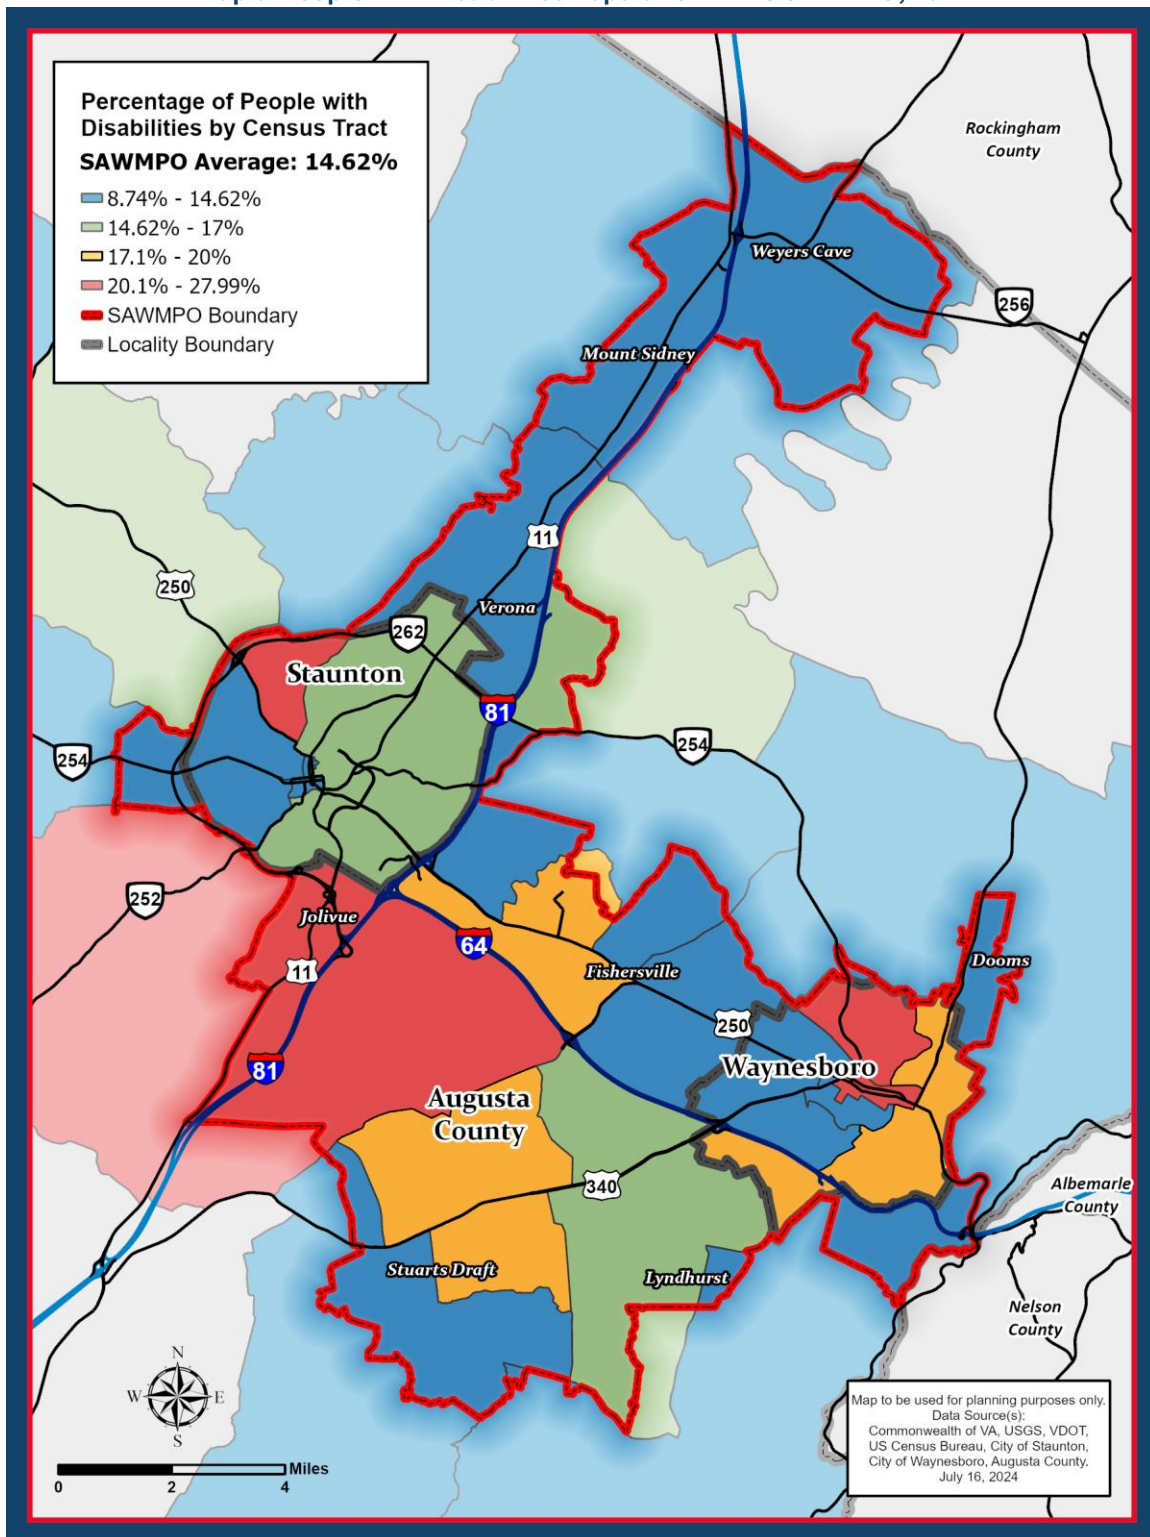 Percentage of People with
Disabilities by Census Tract
SAWMPO Average: 14.62%
8.74% - 14.62%
14.62% - 17%
17.1% - 20%
20.1% - 27.99%
SAWMPO Boundary
Locality Boundary
Rockingham
County
Weyers Cave
256
Mount Sidney
11
250
Verona
262
Staunton
81
254
254
252
Jolivue
64
11
Fishersville
Dooms
250
81
Waynesboro
Augusta
County
340
Albemarle
County
Stuarts Draft
Lyndhurst
Nelson
County
N
W E
S
Miles
0 2 4
Map to be used for planning purposes only.
Data Source(s):
Commonwealth of VA, USGS, VDOT,
US Census Bureau, City of Staunton,
City of Waynesboro, Augusta County.
July 16, 2024